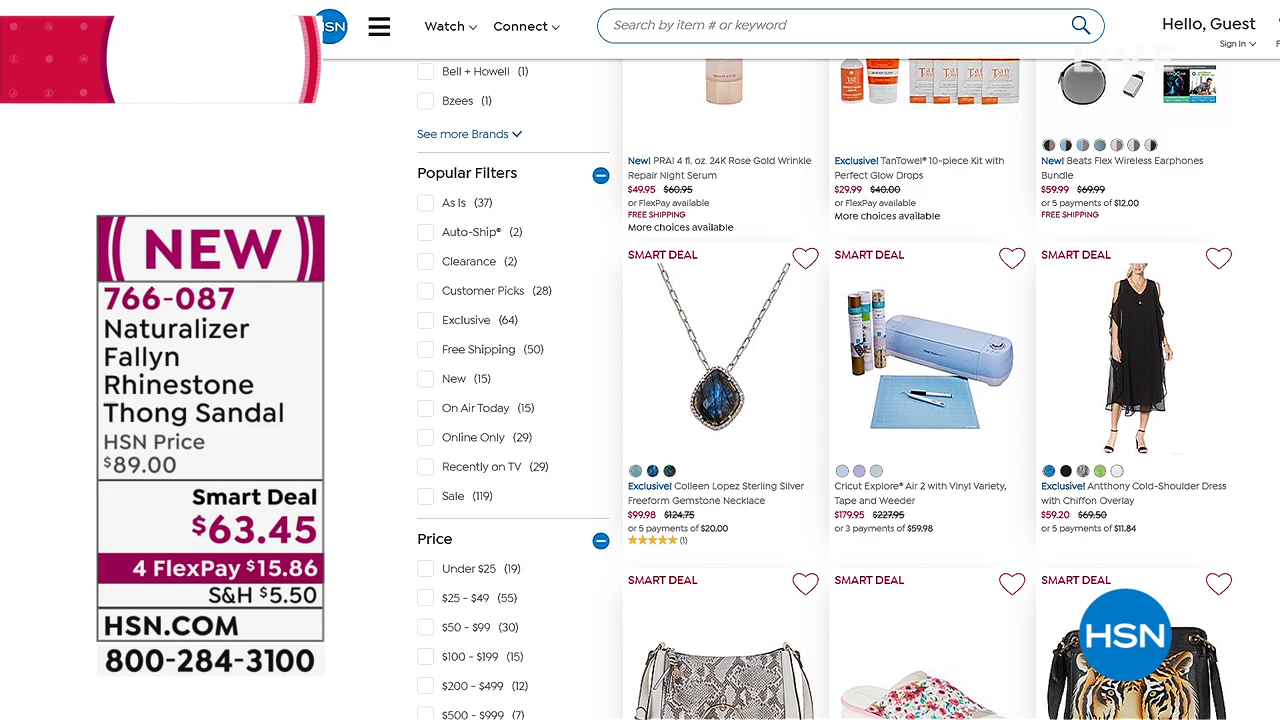 HSN
Watch
Connect
Search by item # or keyword
Hello, Guest
Sign In
LIVE
NEW
766-087
Naturalizer
Fallyn
Rhinestone
Thong Sandal
HSN Price
$89.00
Smart Deal
$63.45
4 FlexPay $15.86
S&H $5.50
HSN.COM
800-284-3100
Bell + Howell (1)
Bzees (1)
See more Brands
Popular Filters
As Is (37)
Auto-Ship® (2)
Clearance (2)
Customer Picks (28)
Exclusive (64)
Free Shipping (50)
New (15)
On Air Today (15)
Online Only (29)
Recently on TV (29)
Sale (119)
Price
Under $25 (19)
$25 - $49 (55)
$50 - $99 (30)
$100 - $199 (15)
$200 - $499 (12)
$500 - $999 (7)
New! PRAI 4 fl. oz. 24K Rose Gold Wrinkle
Repair Night Serum
$49.95 $60.95
or FlexPay available
FREE SHIPPING
More choices available
Exclusive! TanTowel® 10-piece Kit with
Perfect Glow Drops
$29.99 $40.00
or FlexPay available
More choices available
New! Beats Flex Wireless Earphones
Bundle
$59.99 $69.99
or 5 payments of $12.00
FREE SHIPPING
SMART DEAL
Exclusive! Colleen Lopez Sterling Silver
Freeform Gemstone Necklace
$99.98 $124.75
or 5 payments of $20.00
(1)
SMART DEAL
Cricut Explore® Air 2 with Vinyl Variety,
Tape and Weeder
$179.95 $227.95
or 3 payments of $59.98
SMART DEAL
Exclusive! Antthony Cold-Shoulder Dress
with Chiffon Overlay
$59.20 $69.50
or 5 payments of $11.84
SMART DEAL
SMART DEAL
SMART DEAL
HSN